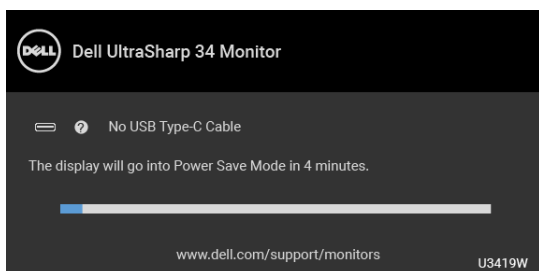 DELL
Dell UltraSharp 34 Monitor
? No USB Type-C Cable
The display will go into Power Save Mode in 4 minutes.
www.dell.com/support/monitors
U3419W